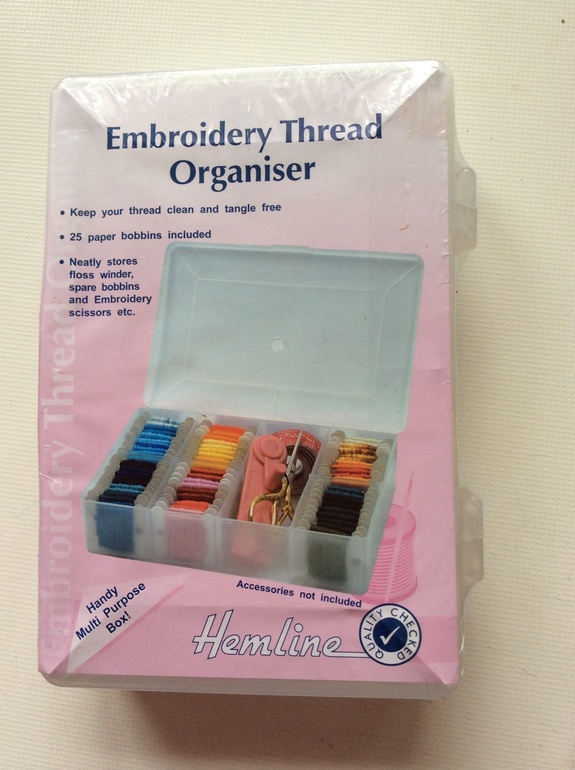 Embroidery Thread
Organiser
• Keep your thread clean and tangle free
• 25 paper bobbins included
• Neatly stores
floss winder,
spare bobbins
and Embroidery
scissors etc.
Embroidery Thread O
Accessories not included
Handy
Multi Purpose
Box!
Hemline
QUALITY CHECKED